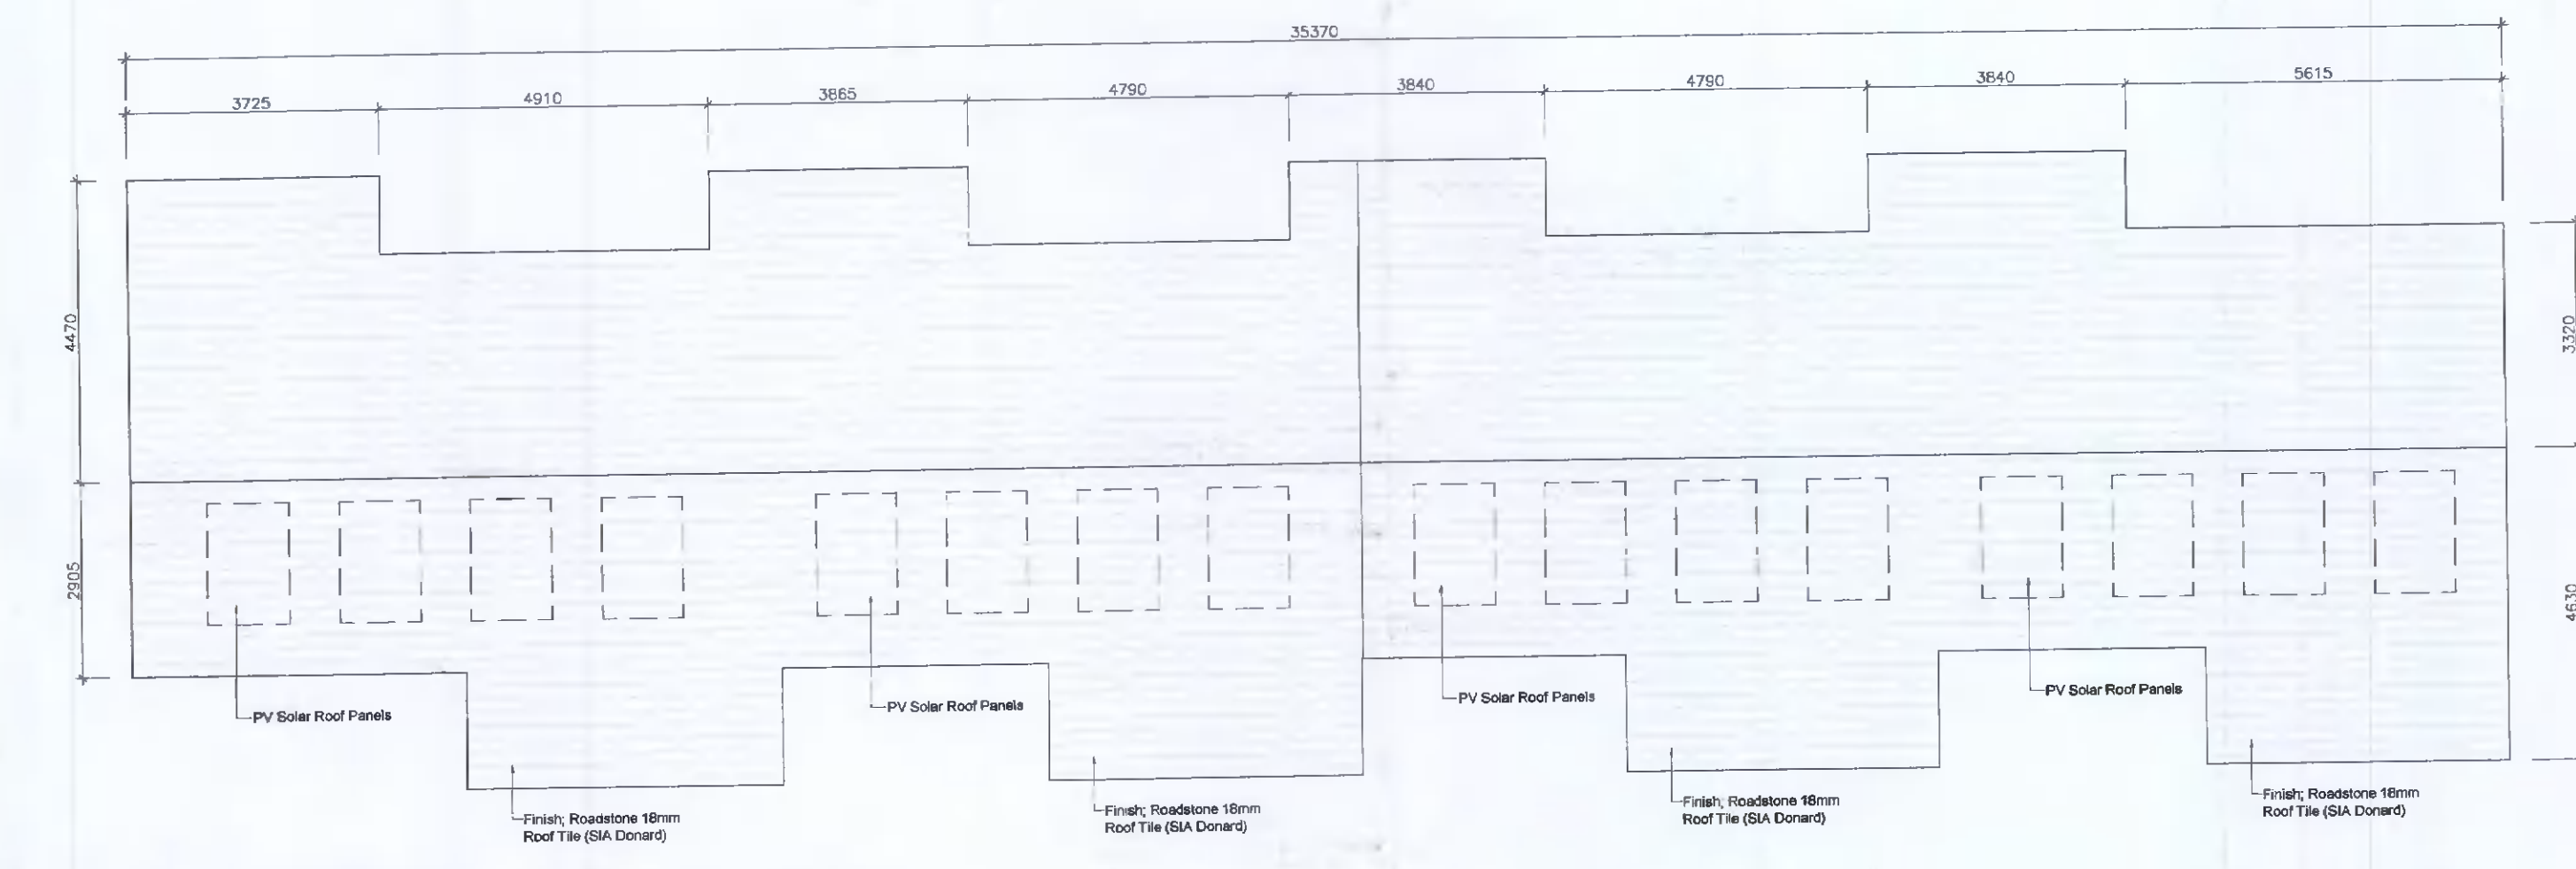 35370
3725
4910
3865
4790
3840
4790
3840
5615
4470
3320
2905
4630
PV Solar Roof Panels
PV Solar Roof Panels
PV Solar Roof Panels
PV Solar Roof Panels
Finish; Roadstone 18mm
Roof Tile (SIA Donard)
Finish; Roadstone 18mm
Roof Tile (SIA Donard)
Finish; Roadstone 18mm
Roof Tile (SIA Donard)
Finish; Roadstone 18mm
Roof Tile (SIA Donard)